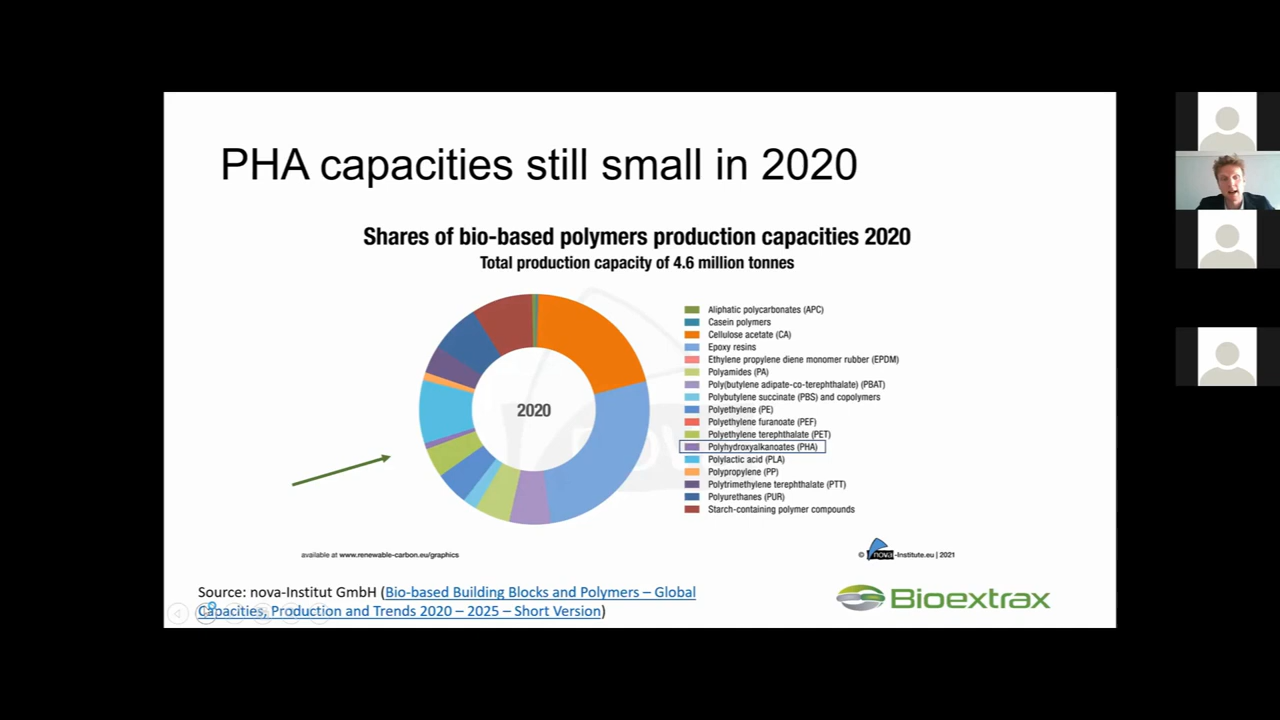 PHA capacities still small in 2020
Shares of bio-based polymers production capacities 2020
Total production capacity of 4.6 million tonnes
2020
Aliphatic polycarbonates (APC)
Casein polymers
Cellulose acetate (CA)
Epoxy resins
Ethylene propylene diene monomer rubber (EPDM)
Polyamides (PA)
Poly(butylene adipate-co-terephthalate) (PBAT)
Polybutylene succinate (PBS) and copolymers
Polyethylene (PE)
Polyethylene furanoate (PEF)
Polyethylene terephthalate (PET)
Polyhydroxyalkanoates (PHA)
Polylactic acid (PLA)
Polypropylene (PP)
Polytrimethylene terephthalate (PTT)
Polyurethanes (PUR)
Starch-containing polymer compounds
available at www.renewable-carbon.eu/graphics
© nova-Institute.eu | 2021
Source: nova-Institut GmbH (Bio-based Building Blocks and Polymers – Global
Capacities, Production and Trends 2020 – 2025 – Short Version)
Bioextrax